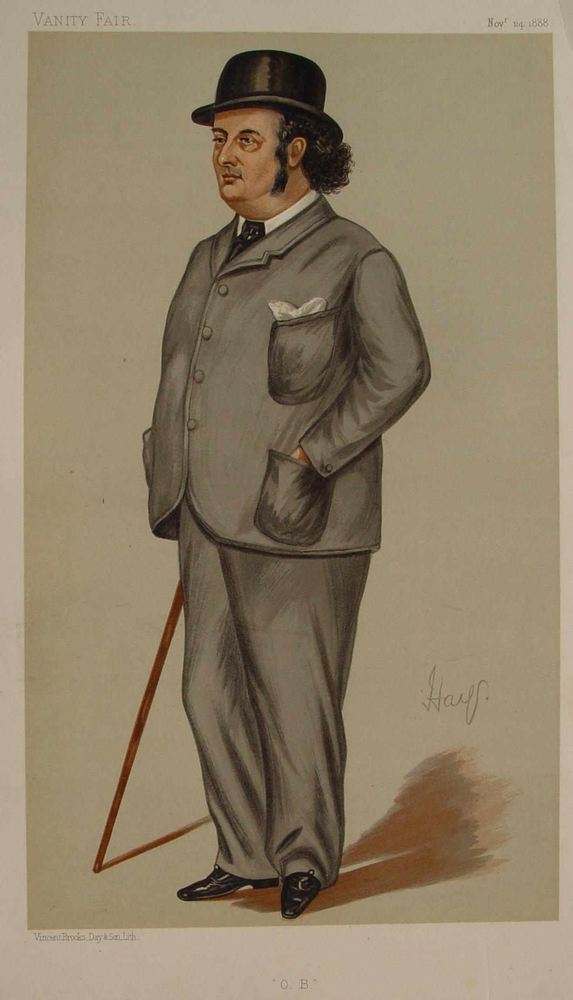 VANITY FAIR.
Novr 24 1888
Hay.
Vincent Brooks, Day & Son, Lith.
"O. B."